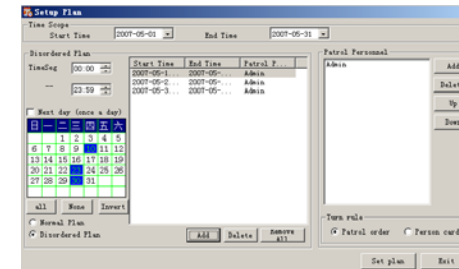 Setup Plan
Time Scope
Start Time 2007-05-01 End Time 2007-05-31
Disordered Plan
TimeSeg 00:00
-- 23:59
Next day (once a day)
日 一 二 三 四 五 六
1 2 3 4 5
6 7 8 9 10 11 12
13 14 15 16 17 18 19
20 21 22 23 24 25 26
27 28 29 30 31
all None Invert
Normal Plan
Disordered Plan
Start Time End Time Patrol P...
2007-05-1... 2007-05-... Admin
2007-05-2... 2007-05-... Admin
2007-05-3... 2007-05-... Admin
Add Delete Remove All
Patrol Personnel
Admin
Add
Delet
Up
Down
Turn rule
Patrol order Person card
Set plan Exit